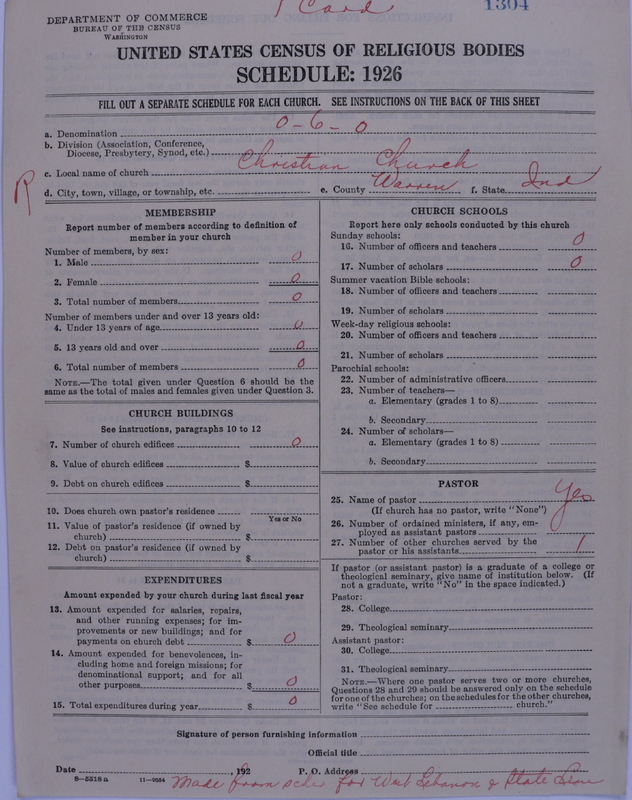 1 Card
1304
DEPARTMENT OF COMMERCE
BUREAU OF THE CENSUS
WASHINGTON
UNITED STATES CENSUS OF RELIGIOUS BODIES
SCHEDULE: 1926
FILL OUT A SEPARATE SCHEDULE FOR EACH CHURCH. SEE INSTRUCTIONS ON THE BACK OF THIS SHEET
a. Denomination 0-6-0
b. Division (Association, Conference,
Diocese, Presbytery, Synod, etc.)
c. Local name of church Christian Church
d. City, town, village, or township, etc. e. County Warren f. State Ind
R
MEMBERSHIP
Report number of members according to definition of
member in your church
Number of members, by sex:
1. Male 0
2. Female 0
3. Total number of members 0
Number of members under and over 13 years old:
4. Under 13 years of age 0
5. 13 years old and over 0
6. Total number of members 0
NOTE.—The total given under Question 6 should be the
same as the total of males and females given under Question 3.
CHURCH BUILDINGS
See instructions, paragraphs 10 to 12
7. Number of church edifices 0
8. Value of church edifices $
9. Debt on church edifices $
10. Does church own pastor's residence
Yes or No
11. Value of pastor's residence (if owned by
church) $
12. Debt on pastor's residence (if owned by
church) $
EXPENDITURES
Amount expended by your church during last fiscal year
13. Amount expended for salaries, repairs,
and other running expenses; for im-
provements or new buildings; and for
payments on church debt $ 0
14. Amount expended for benevolences, in-
cluding home and foreign missions; for
denominational support; and for all
other purposes $ 0
15. Total expenditures during year $ 0
CHURCH SCHOOLS
Report here only schools conducted by this church
Sunday schools:
16. Number of officers and teachers 0
17. Number of scholars 0
Summer vacation Bible schools:
18. Number of officers and teachers
19. Number of scholars
Week-day religious schools:
20. Number of officers and teachers
21. Number of scholars
Parochial schools:
22. Number of administrative officers
23. Number of teachers—
a. Elementary (grades 1 to 8)
b. Secondary
24. Number of scholars—
a. Elementary (grades 1 to 8)
b. Secondary
PASTOR
25. Name of pastor Yes
(If church has no pastor, write "None")
26. Number of ordained ministers, if any, em-
ployed as assistant pastors
27. Number of other churches served by the
pastor or his assistants 1
If pastor (or assistant pastor) is a graduate of a college or
theological seminary, give name of institution below. (If
not a graduate, write "No" in the space indicated.)
Pastor:
28. College
29. Theological seminary
Assistant pastor:
30. College
31. Theological seminary
NOTE.—Where one pastor serves two or more churches,
Questions 28 and 29 should be answered only on the schedule
for one of the churches; on the schedules for the other churches,
write "See schedule for church."
Signature of person furnishing information
Official title
Date , 192 P. O. Address
8-5518 a 11-9554 Made from sche for West Lebanon & State Line